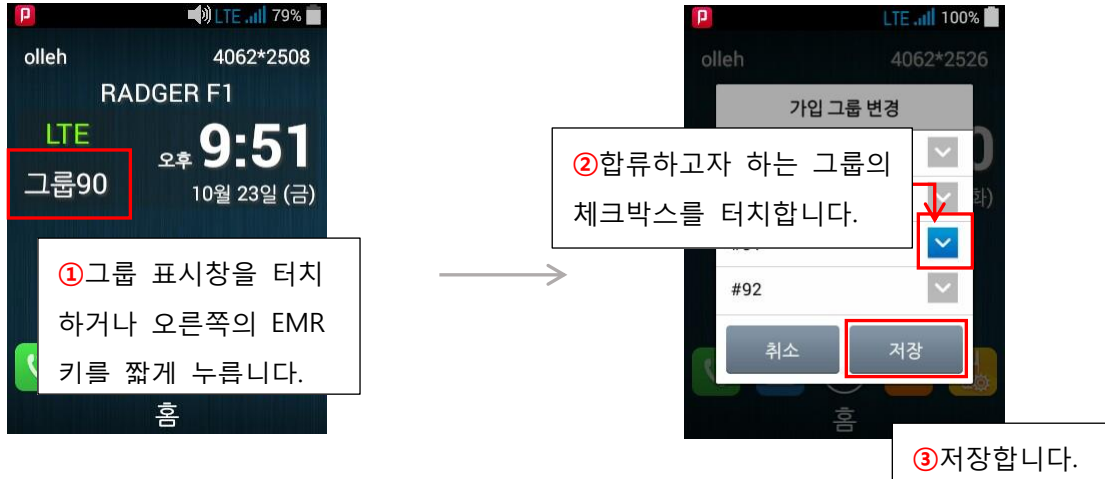 LTE 79%
olleh 4062*2508
RADGER F1
LTE
오후 9:51
그룹90
10월 23일 (금)
①그룹 표시창을 터치
하거나 오른쪽의 EMR
키를 짧게 누릅니다.
홈
LTE 100%
olleh 4062*2526
가입 그룹 변경
②합류하고자 하는 그룹의
체크박스를 터치합니다.
#92
취소 저장
홈
③저장합니다.